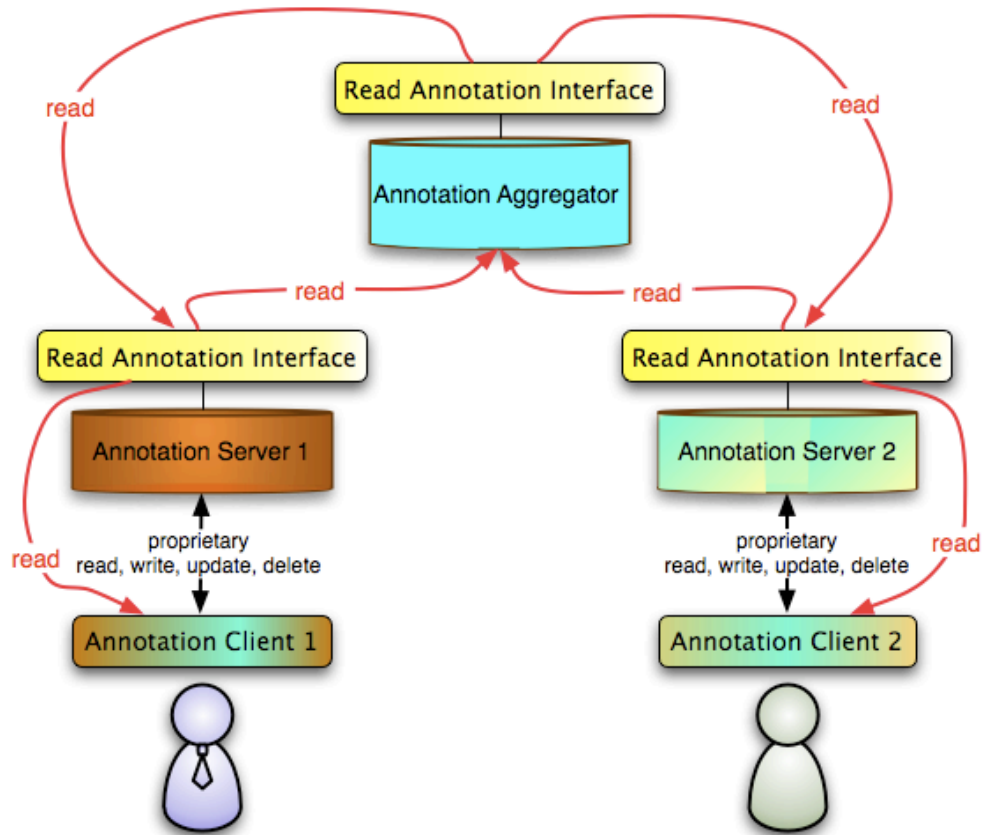 Read Annotation Interface
read
read
Annotation Aggregator
read
read
Read Annotation Interface
Read Annotation Interface
Annotation Server 1
Annotation Server 2
proprietary
read, write, update, delete
proprietary
read, write, update, delete
read
read
Annotation Client 1
Annotation Client 2